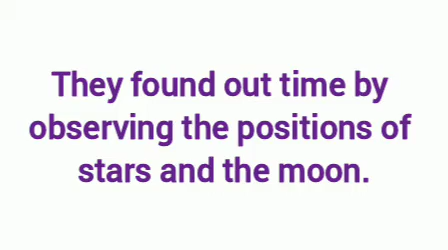 They found out time by
observing the positions of
stars and the moon.